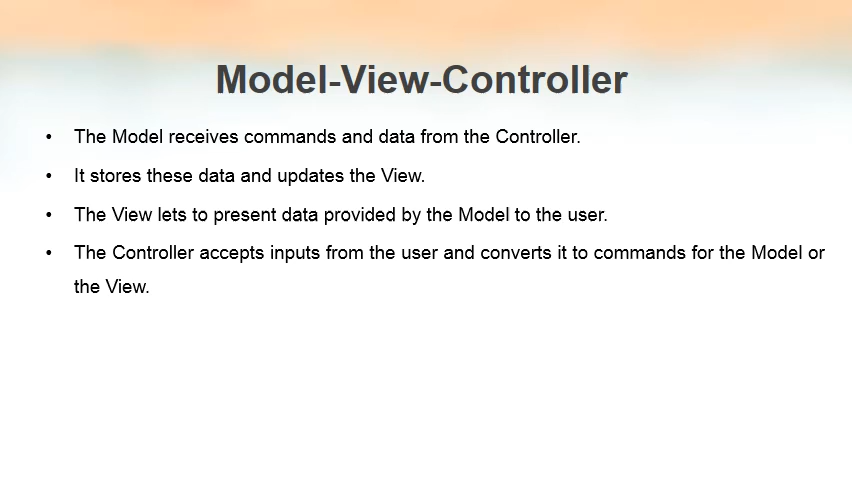 Model-View-Controller
• The Model receives commands and data from the Controller.
• It stores these data and updates the View.
• The View lets to present data provided by the Model to the user.
• The Controller accepts inputs from the user and converts it to commands for the Model or
the View.